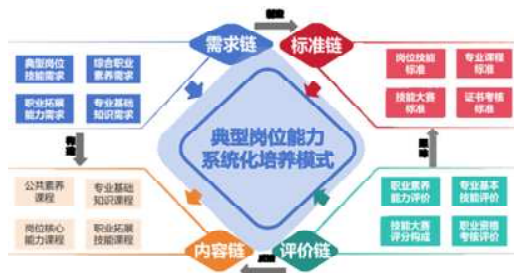 需求链
标准链
典型岗位
技能需求
综合职业
素养需求
职业拓展
能力需求
专业基础
知识需求
岗位技能
标准
专业课程
标准
技能大赛
标准
证书考核
标准
典型岗位能力
系统化培养模式
公共素养
课程
专业基础
知识课程
岗位核心
能力课程
职业拓展
技能课程
职业素养
能力评价
专业基本
技能评价
技能大赛
评分构成
职业资格
考核评价
内容链
评价链